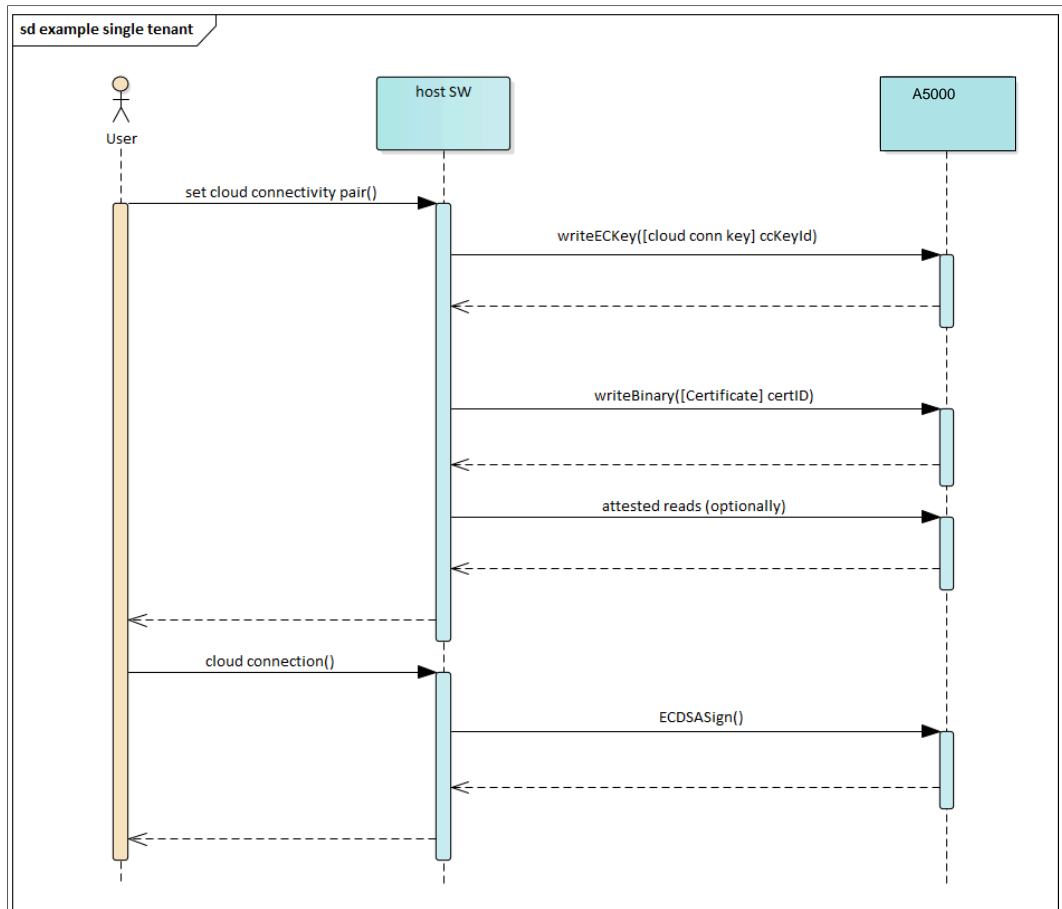 sd example single tenant
host SW
A5000
User
set cloud connectivity pair()
writeECKey([cloud conn key] ccKeyId)
writeBinary([Certificate] certID)
attested reads (optionally)
cloud connection()
ECDSASign()